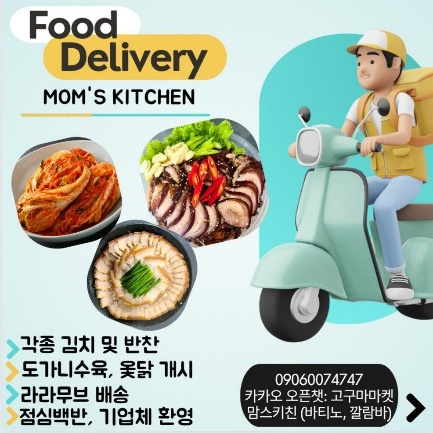 Food
Delivery
MOM'S KITCHEN
각종 김치 및 반찬
도가니수육, 옻닭 개시
라라무브 배송
점심백반, 기업체 환영
09060074747
카카오 오픈챗: 고구마마켓
맘스키친 (바티노, 깔람바)